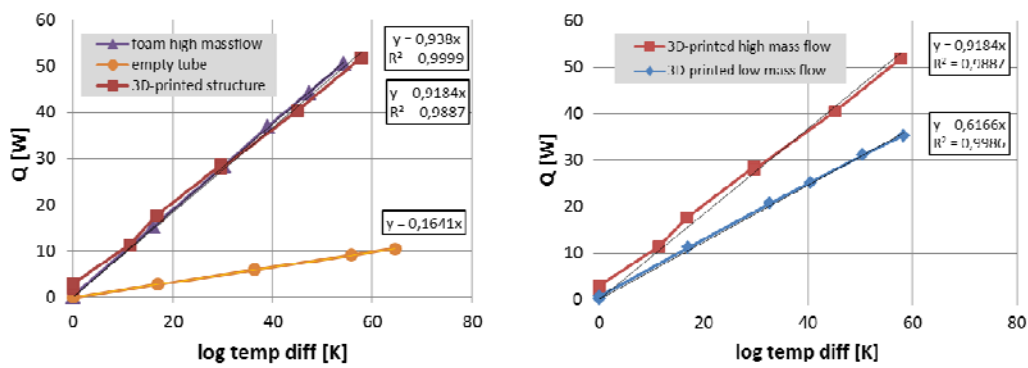 60
50
40
30
20
10
0
Q [W]
foam high massflow
empty tube
3D-printed structure
y = 0,938x
R² 0,9999
y 0,9184x
R² 0,9887
y = 0,1641x
0 20 40 60 80
log temp diff [K]
60
50
40
30
20
10
0
Q [W]
3D-printed high mass flow
3D printed low mass flow
y = 0,9184x
R² = 0,9887
y 0,6166x
R² = 0,9986
0 20 40 60 80
log temp diff [K]